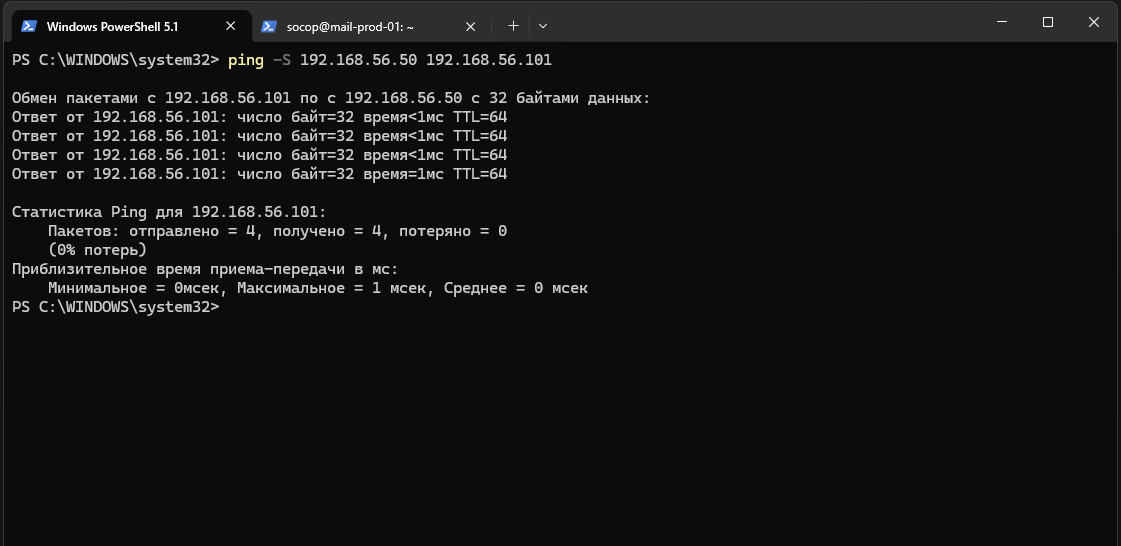 Windows PowerShell 5.1
socop@mail-prod-01: ~
PS C:\WINDOWS\system32> ping -S 192.168.56.50 192.168.56.101
Обмен пакетами с 192.168.56.101 по с 192.168.56.50 с 32 байтами данных:
Ответ от 192.168.56.101: число байт=32 время<1мс TTL=64
Ответ от 192.168.56.101: число байт=32 время<1мс TTL=64
Ответ от 192.168.56.101: число байт=32 время<1мс TTL=64
Ответ от 192.168.56.101: число байт=32 время=1мс TTL=64
Статистика Ping для 192.168.56.101:
    Пакетов: отправлено = 4, получено = 4, потеряно = 0
    (0% потерь)
Приблизительное время приема-передачи в мс:
    Минимальное = 0мсек, Максимальное = 1 мсек, Среднее = 0 мсек
PS C:\WINDOWS\system32>